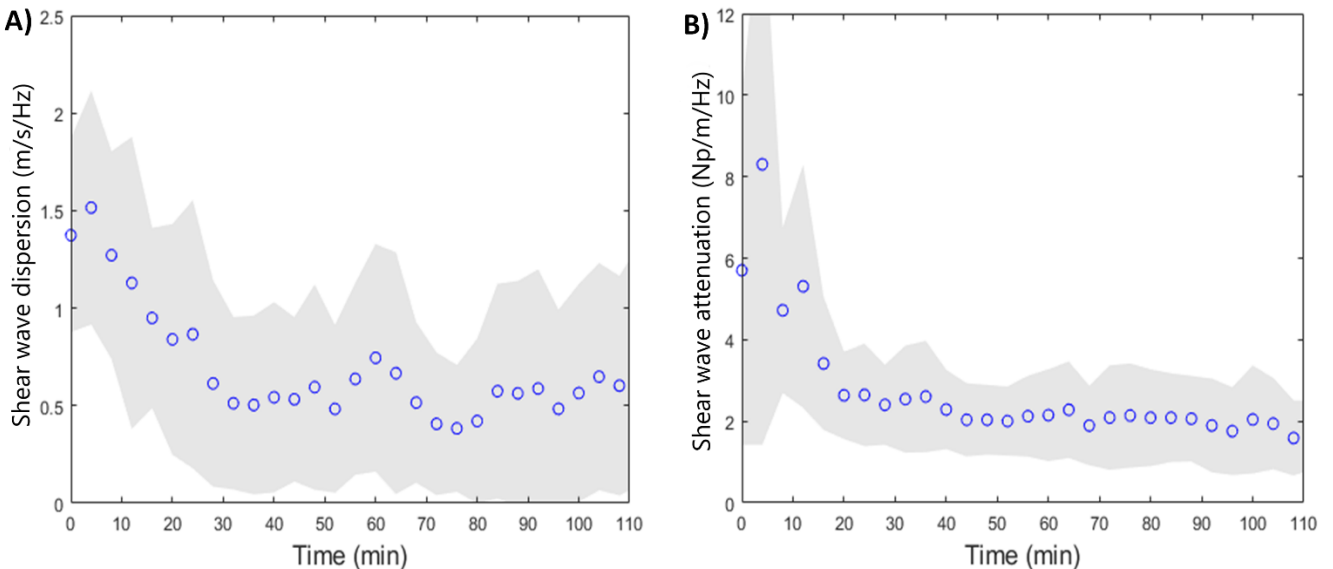 A)
Shear wave dispersion (m/s/Hz)
2.5
2
1.5
1
0.5
0
0 10 20 30 40 50 60 70 80 90 100 110
Time (min)
B)
Shear wave attenuation (Np/m/Hz)
12
10
8
6
4
2
0
0 10 20 30 40 50 60 70 80 90 100 110
Time (min)